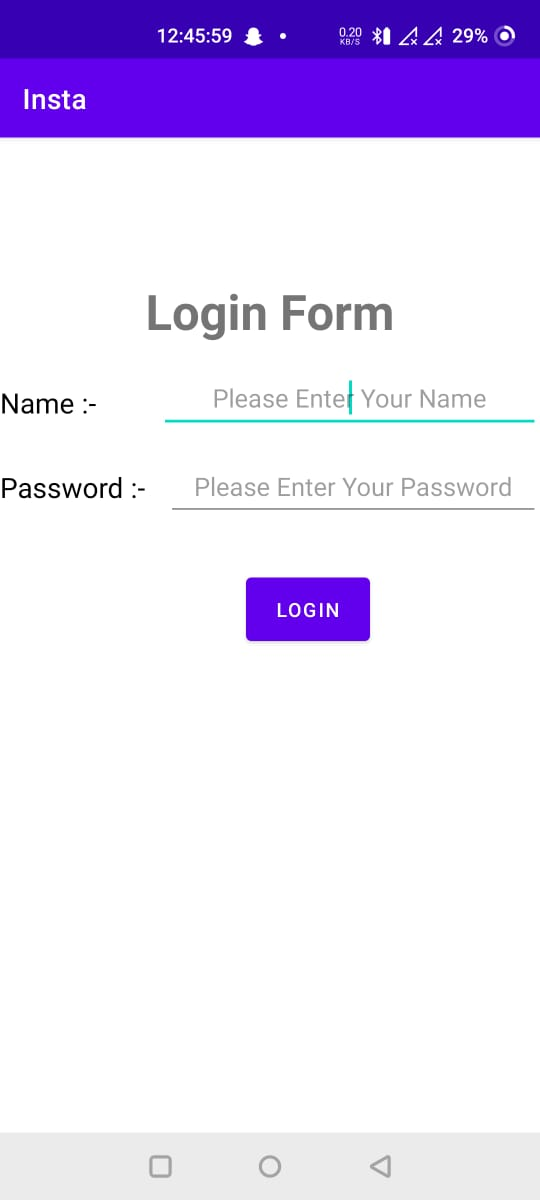 12:45:59 0.20 KB/S 29%
Insta
Login Form
Name :- Please Enter Your Name
Password :- Please Enter Your Password
LOGIN